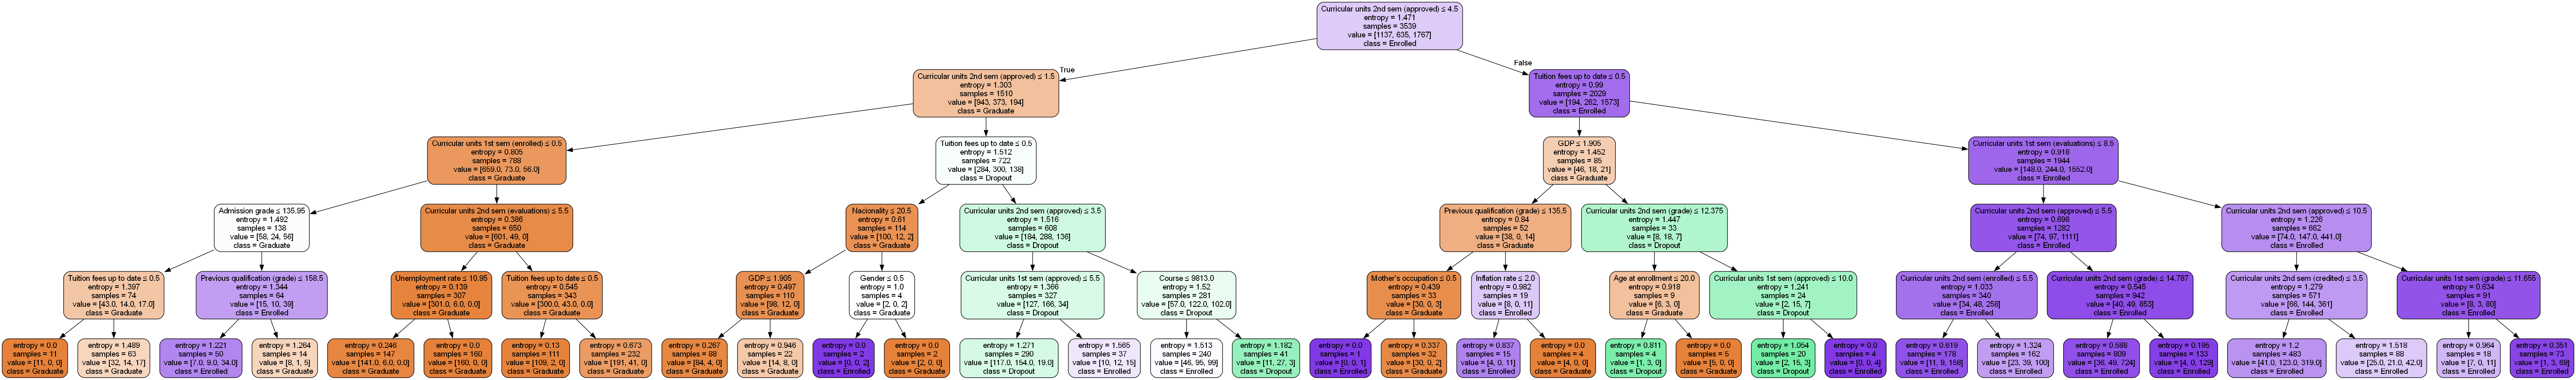 Curricular units 2nd sem (approved) ≤ 4.5
entropy = 1.471
samples = 3539
value = [1137, 635, 1767]
class = Enrolled
True
False
Curricular units 2nd sem (approved) ≤ 1.5
entropy = 1.303
samples = 1510
value = [943, 373, 194]
class = Graduate
Tuition fees up to date ≤ 0.5
entropy = 0.99
samples = 2029
value = [194, 262, 1573]
class = Enrolled
Curricular units 1st sem (enrolled) ≤ 0.5
entropy = 0.805
samples = 788
value = [659.0, 73.0, 56.0]
class = Graduate
Tuition fees up to date ≤ 0.5
entropy = 1.512
samples = 722
value = [284, 300, 138]
class = Dropout
GDP ≤ 1.905
entropy = 1.452
samples = 85
value = [46, 18, 21]
class = Graduate
Curricular units 1st sem (evaluations) ≤ 8.5
entropy = 0.918
samples = 1944
value = [148.0, 244.0, 1552.0]
class = Enrolled
Admission grade ≤ 135.95
entropy = 1.492
samples = 138
value = [58, 24, 56]
class = Graduate
Curricular units 2nd sem (evaluations) ≤ 5.5
entropy = 0.386
samples = 650
value = [601, 49, 0]
class = Graduate
Nacionality ≤ 20.5
entropy = 0.61
samples = 114
value = [100, 12, 2]
class = Graduate
Curricular units 2nd sem (approved) ≤ 3.5
entropy = 1.516
samples = 608
value = [184, 288, 136]
class = Dropout
Previous qualification (grade) ≤ 135.5
entropy = 0.84
samples = 52
value = [38, 0, 14]
class = Graduate
Curricular units 2nd sem (grade) ≤ 12.375
entropy = 1.447
samples = 33
value = [8, 18, 7]
class = Dropout
Curricular units 2nd sem (approved) ≤ 5.5
entropy = 0.698
samples = 1282
value = [74, 97, 1111]
class = Enrolled
Curricular units 2nd sem (approved) ≤ 10.5
entropy = 1.226
samples = 662
value = [74.0, 147.0, 441.0]
class = Enrolled
Tuition fees up to date ≤ 0.5
entropy = 1.397
samples = 74
value = [43.0, 14.0, 17.0]
class = Graduate
Previous qualification (grade) ≤ 158.5
entropy = 1.344
samples = 64
value = [15, 10, 39]
class = Enrolled
Unemployment rate ≤ 10.95
entropy = 0.139
samples = 307
value = [301.0, 6.0, 0.0]
class = Graduate
Tuition fees up to date ≤ 0.5
entropy = 0.545
samples = 343
value = [300.0, 43.0, 0.0]
class = Graduate
GDP ≤ 1.905
entropy = 0.497
samples = 110
value = [98, 12, 0]
class = Graduate
Gender ≤ 0.5
entropy = 1.0
samples = 4
value = [2, 0, 2]
class = Graduate
Curricular units 1st sem (approved) ≤ 5.5
entropy = 1.366
samples = 327
value = [127, 166, 34]
class = Dropout
Course ≤ 9813.0
entropy = 1.52
samples = 281
value = [57.0, 122.0, 102.0]
class = Dropout
Mother's occupation ≤ 0.5
entropy = 0.439
samples = 33
value = [30, 0, 3]
class = Graduate
Inflation rate ≤ 2.0
entropy = 0.982
samples = 19
value = [8, 0, 11]
class = Enrolled
Age at enrollment ≤ 20.0
entropy = 0.918
samples = 9
value = [6, 3, 0]
class = Graduate
Curricular units 1st sem (approved) ≤ 10.0
entropy = 1.241
samples = 24
value = [2, 15, 7]
class = Dropout
Curricular units 2nd sem (enrolled) ≤ 5.5
entropy = 1.033
samples = 340
value = [34, 48, 258]
class = Enrolled
Curricular units 2nd sem (grade) ≤ 14.787
entropy = 0.545
samples = 942
value = [40, 49, 853]
class = Enrolled
Curricular units 2nd sem (credited) ≤ 3.5
entropy = 1.279
samples = 571
value = [66, 144, 361]
class = Enrolled
Curricular units 1st sem (grade) ≤ 11.655
entropy = 0.634
samples = 91
value = [8, 3, 80]
class = Enrolled
entropy = 0.0
samples = 11
value = [11, 0, 0]
class = Graduate
entropy = 1.489
samples = 63
value = [32, 14, 17]
class = Graduate
entropy = 1.221
samples = 50
value = [7.0, 9.0, 34.0]
class = Enrolled
entropy = 1.264
samples = 14
value = [8, 1, 5]
class = Graduate
entropy = 0.246
samples = 147
value = [141.0, 6.0, 0.0]
class = Graduate
entropy = 0.0
samples = 160
value = [160, 0, 0]
class = Graduate
entropy = 0.13
samples = 111
value = [109, 2, 0]
class = Graduate
entropy = 0.673
samples = 232
value = [191, 41, 0]
class = Graduate
entropy = 0.267
samples = 88
value = [84, 4, 0]
class = Graduate
entropy = 0.946
samples = 22
value = [14, 8, 0]
class = Graduate
entropy = 0.0
samples = 2
value = [0, 0, 2]
class = Enrolled
entropy = 0.0
samples = 2
value = [2, 0, 0]
class = Graduate
entropy = 1.271
samples = 290
value = [117.0, 154.0, 19.0]
class = Dropout
entropy = 1.565
samples = 37
value = [10, 12, 15]
class = Enrolled
entropy = 1.513
samples = 240
value = [46, 95, 99]
class = Enrolled
entropy = 1.182
samples = 41
value = [11, 27, 3]
class = Dropout
entropy = 0.0
samples = 1
value = [0, 0, 1]
class = Enrolled
entropy = 0.337
samples = 32
value = [30, 0, 2]
class = Graduate
entropy = 0.837
samples = 15
value = [4, 0, 11]
class = Enrolled
entropy = 0.0
samples = 4
value = [4, 0, 0]
class = Graduate
entropy = 0.811
samples = 4
value = [1, 3, 0]
class = Dropout
entropy = 0.0
samples = 5
value = [5, 0, 0]
class = Graduate
entropy = 1.054
samples = 20
value = [2, 15, 3]
class = Dropout
entropy = 0.0
samples = 4
value = [0, 0, 4]
class = Enrolled
entropy = 0.619
samples = 178
value = [11, 9, 158]
class = Enrolled
entropy = 1.324
samples = 162
value = [23, 39, 100]
class = Enrolled
entropy = 0.588
samples = 809
value = [36, 49, 724]
class = Enrolled
entropy = 0.195
samples = 133
value = [4, 0, 129]
class = Enrolled
entropy = 1.2
samples = 483
value = [41.0, 123.0, 319.0]
class = Enrolled
entropy = 1.518
samples = 88
value = [25.0, 21.0, 42.0]
class = Enrolled
entropy = 0.964
samples = 18
value = [7, 0, 11]
class = Enrolled
entropy = 0.351
samples = 73
value = [1, 3, 69]
class = Enrolled